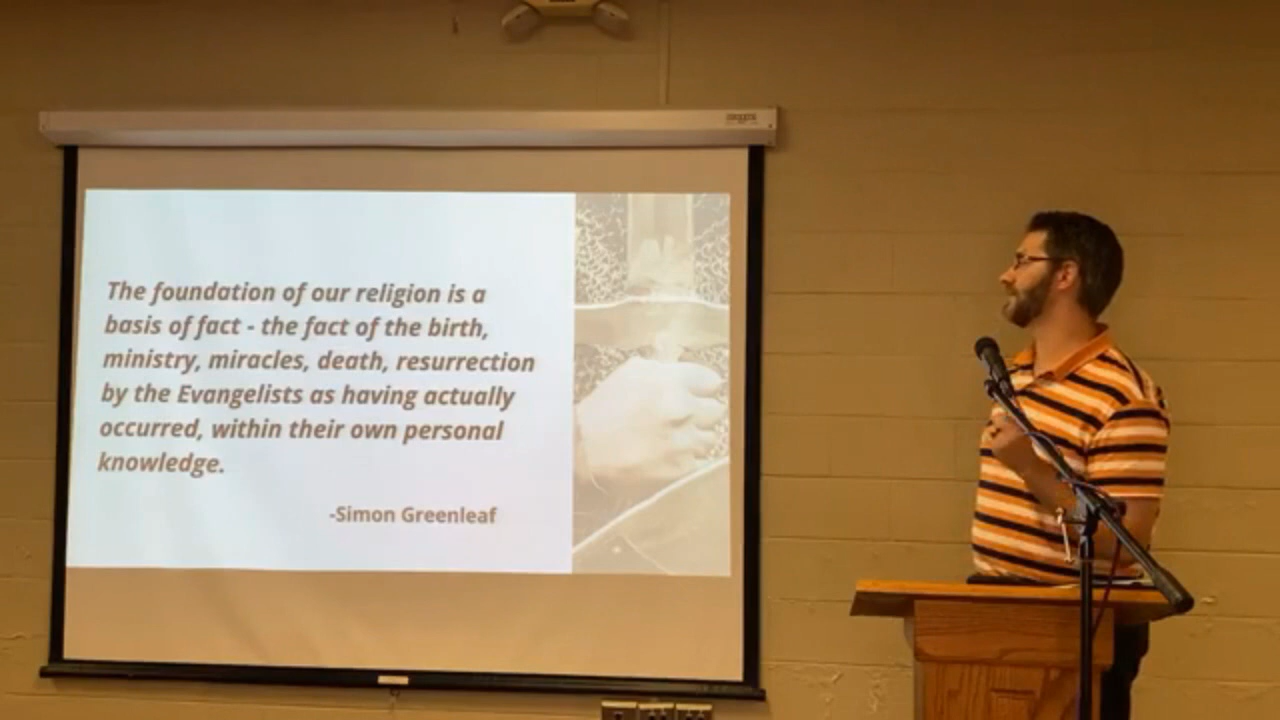 The foundation of our religion is a
basis of fact - the fact of the birth,
ministry, miracles, death, resurrection
by the Evangelists as having actually
occurred, within their own personal
knowledge.
-Simon Greenleaf